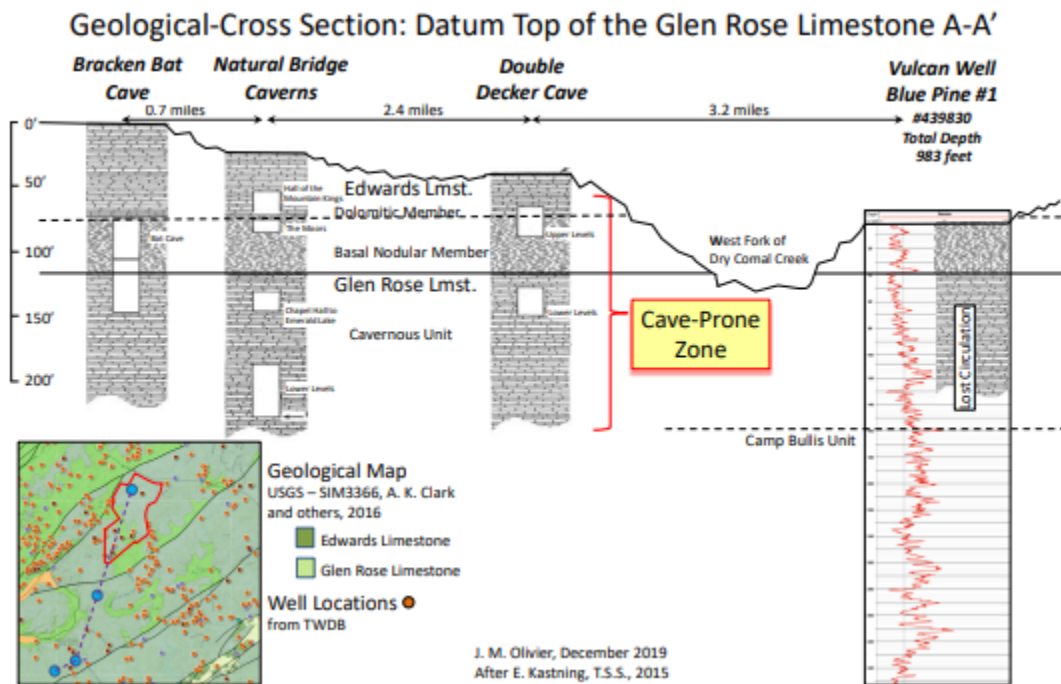 Geological-Cross Section: Datum Top of the Glen Rose Limestone A-A'
Bracken Bat
Cave
Natural Bridge
Caverns
Double
Decker Cave
Vulcan Well
Blue Pine #1
#439830
Total Depth
983 feet
0.7 miles
2.4 miles
3.2 miles
0'
50'
100'
150'
200'
Hall of the
Mountain Kings
Edwards Lmst.
Dolomitic Member
The Moors
Bat Cave
Upper Levels
Basal Nodular Member
West Fork of
Dry Comal Creek
Glen Rose Lmst.
Chapel Hall to
Emerald Lake
Lower Levels
Cavernous Unit
Cave-Prone
Zone
Lost Circulation
Lower Levels
Camp Bullis Unit
Geological Map
USGS – SIM3366, A. K. Clark
and others, 2016
Edwards Limestone
Glen Rose Limestone
Well Locations
from TWDB
J. M. Olivier, December 2019
After E. Kastning, T.S.S., 2015